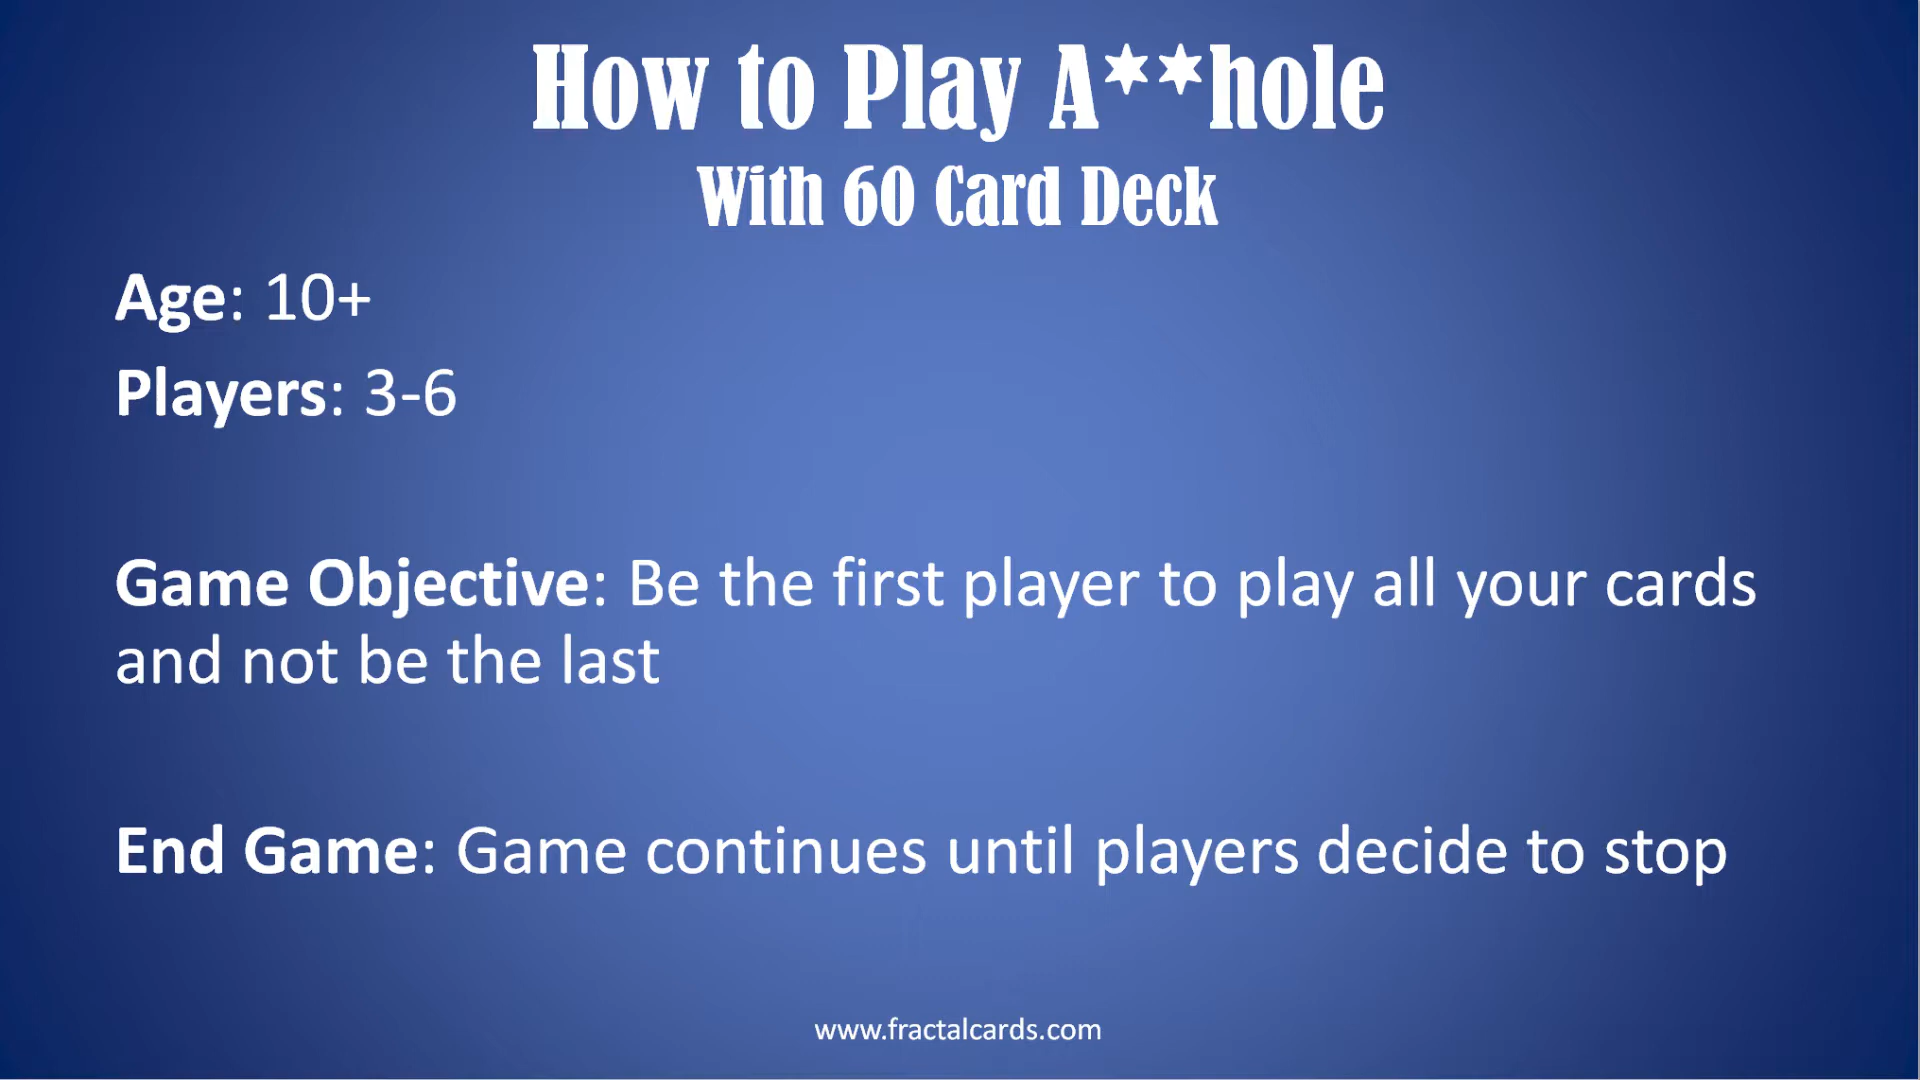 How to Play A**hole
With 60 Card Deck
Age: 10+
Players: 3-6
Game Objective: Be the first player to play all your cards
and not be the last
End Game: Game continues until players decide to stop
www.fractalcards.com